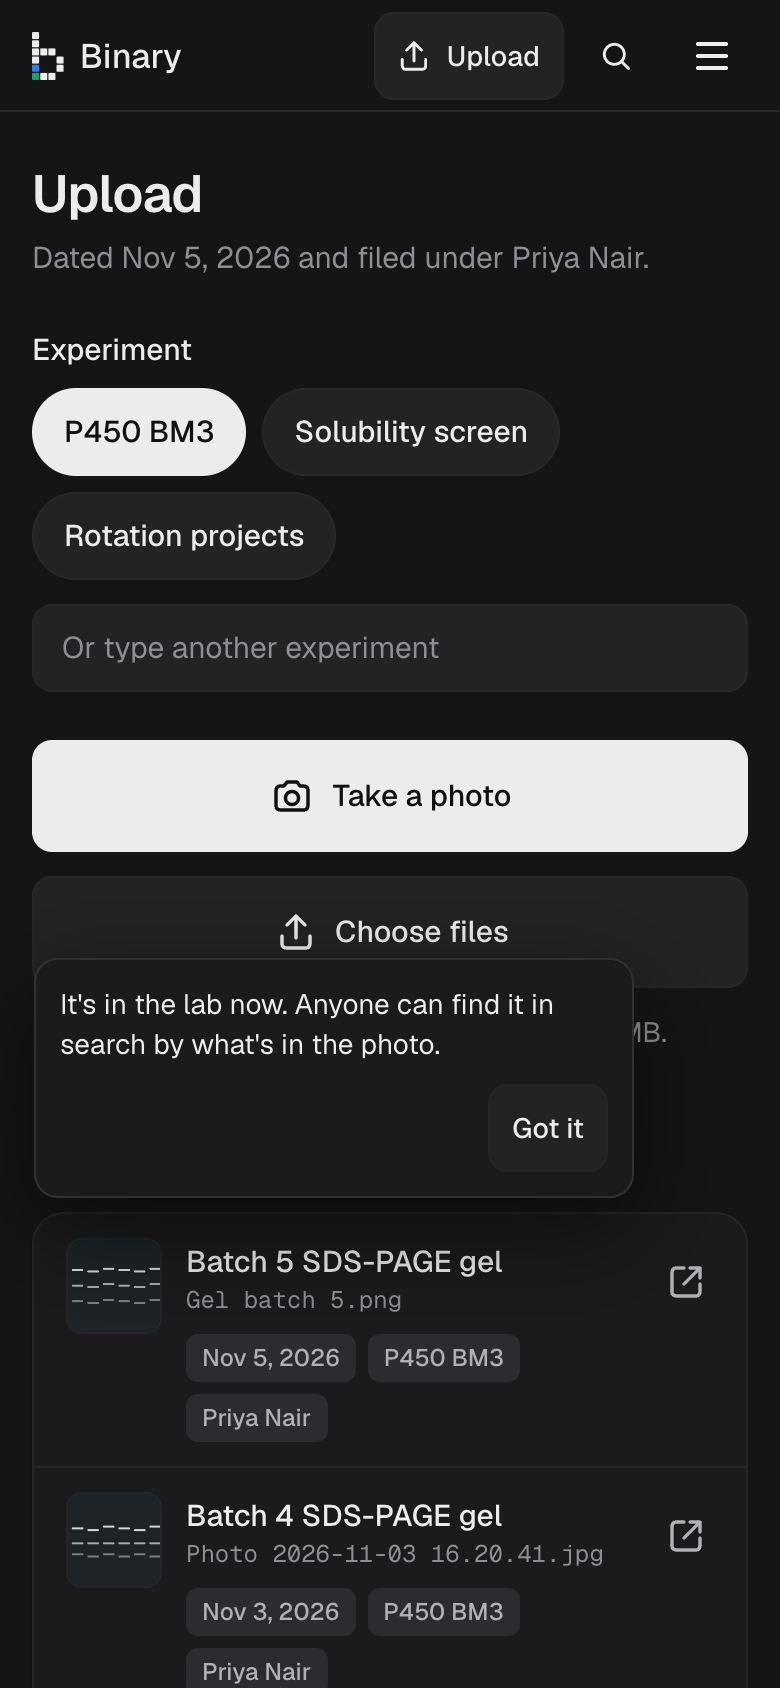 Binary
Upload
Upload
Dated Nov 5, 2026 and filed under Priya Nair.
Experiment
P450 BM3
Solubility screen
Rotation projects
Or type another experiment
Take a photo
Choose files
MB.
It's in the lab now. Anyone can find it in
search by what's in the photo.
Got it
Batch 5 SDS-PAGE gel
Gel batch 5.png
Nov 5, 2026
P450 BM3
Priya Nair
Batch 4 SDS-PAGE gel
Photo 2026-11-03 16.20.41.jpg
Nov 3, 2026
P450 BM3
Priya Nair